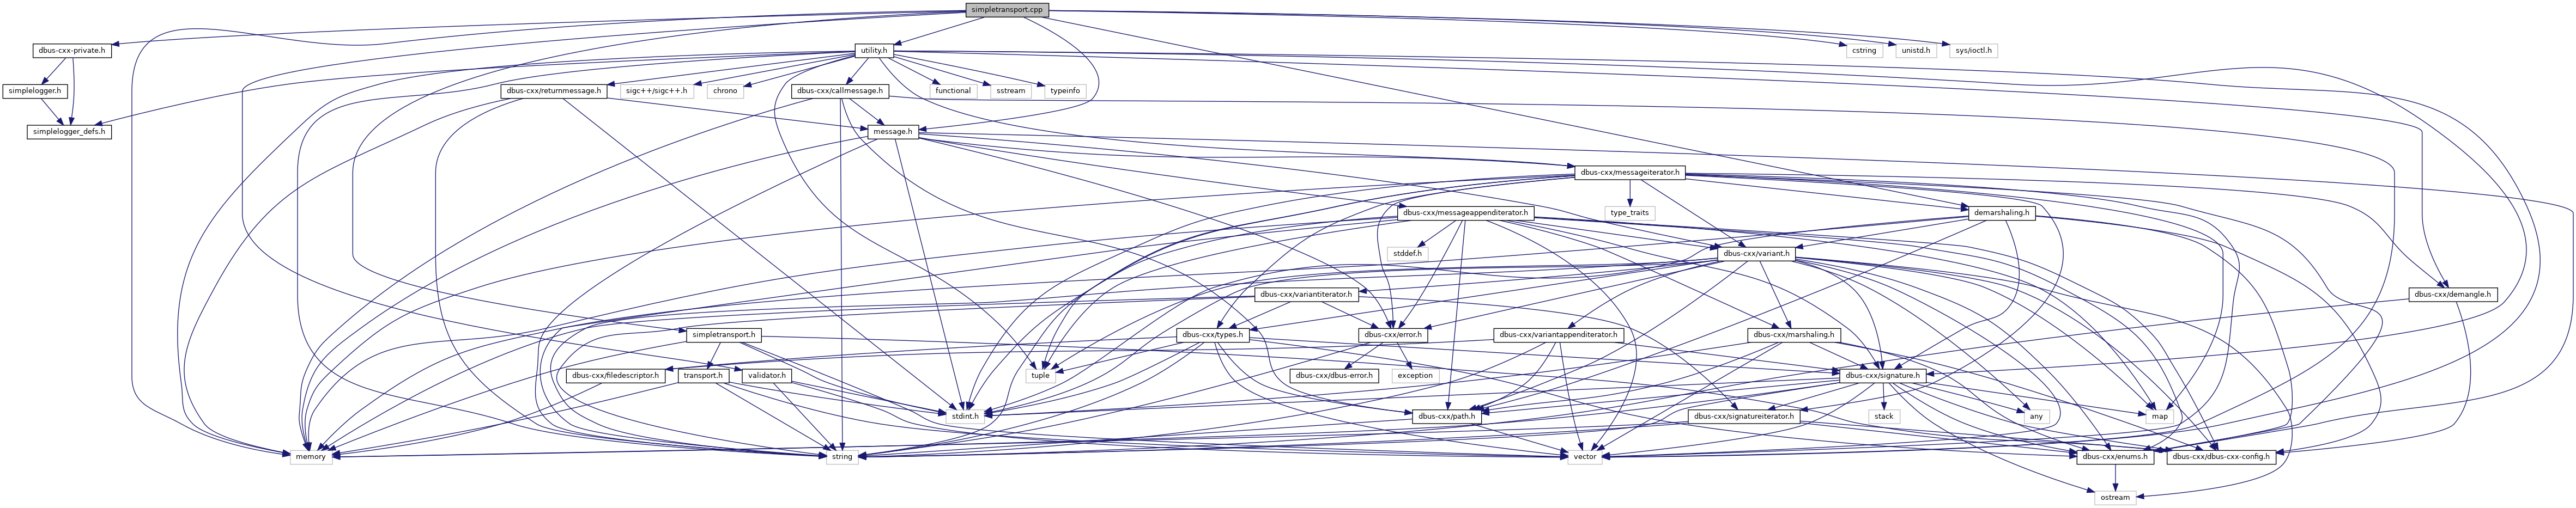 simpletransport.cpp
dbus-cxx-private.h
utility.h
cstring
unistd.h
sys/ioctl.h
simplelogger.h
dbus-cxx/returnmessage.h
sigc++/sigc++.h
chrono
dbus-cxx/callmessage.h
functional
sstream
typeinfo
simplelogger_defs.h
message.h
dbus-cxx/messageiterator.h
dbus-cxx/messageappenditerator.h
type_traits
demarshaling.h
stddef.h
dbus-cxx/variant.h
dbus-cxx/variantiterator.h
dbus-cxx/demangle.h
simpletransport.h
dbus-cxx/types.h
dbus-cxx/error.h
dbus-cxx/variantappenditerator.h
dbus-cxx/marshaling.h
dbus-cxx/filedescriptor.h
transport.h
validator.h
tuple
dbus-cxx/dbus-error.h
exception
dbus-cxx/signature.h
stdint.h
dbus-cxx/path.h
dbus-cxx/signatureiterator.h
stack
any
map
memory
string
vector
dbus-cxx/enums.h
dbus-cxx/dbus-cxx-config.h
ostream